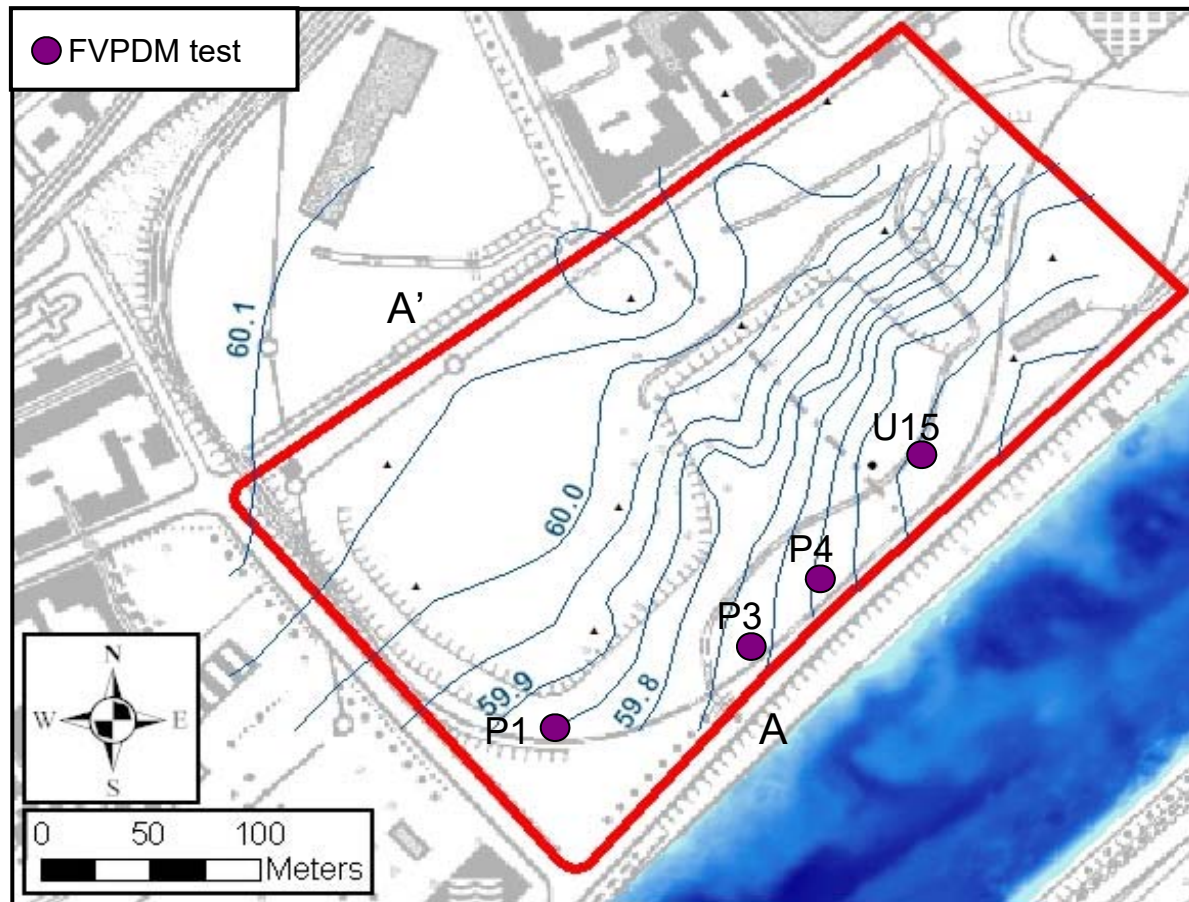 FVPDM test
A’
60.1
U15
60.0
P4
P3
59.9
59.8
P1
A
N
W E
S
0 50 100
Meters